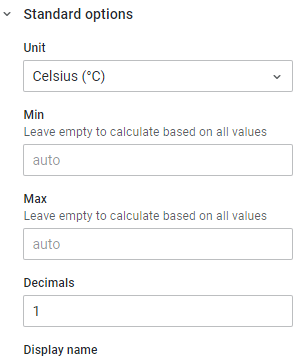 Standard options
Unit
Celsius (°C)
Min
Leave empty to calculate based on all values
auto
Max
Leave empty to calculate based on all values
auto
Decimals
1
Display name